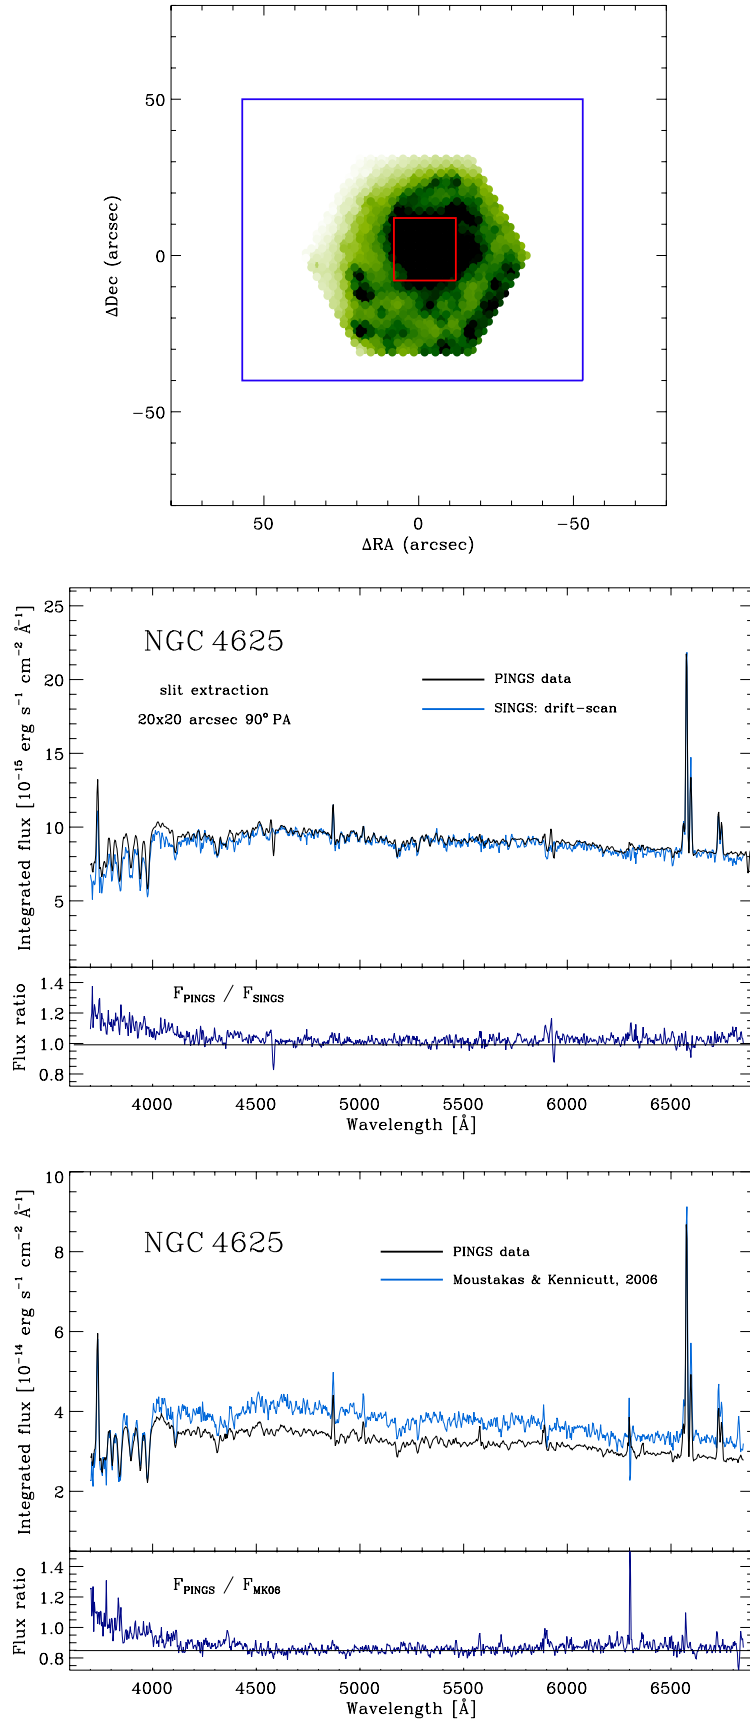 50
0
−50
ΔDec (arcsec)
50 0 −50
ΔRA (arcsec)
25
20
15
10
5
Integrated flux [10⁻¹⁵ erg s⁻¹ cm⁻² Å⁻¹]
NGC 4625
slit extraction
20x20 arcsec 90° PA
PINGS data
SINGS: drift−scan
1.4
1.2
1.0
0.8
Flux ratio
F_PINGS / F_SINGS
4000 4500 5000 5500 6000 6500
Wavelength [Å]
10
8
6
4
2
Integrated flux [10⁻¹⁴ erg s⁻¹ cm⁻² Å⁻¹]
NGC 4625
PINGS data
Moustakas & Kennicutt, 2006
1.4
1.2
1.0
0.8
Flux ratio
F_PINGS / F_MK06
4000 4500 5000 5500 6000 6500
Wavelength [Å]